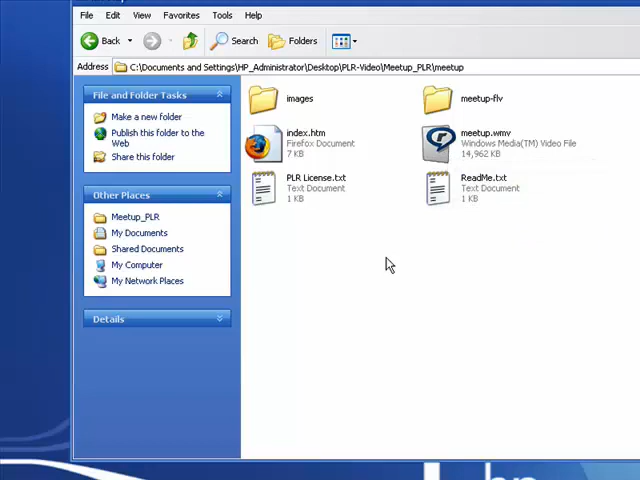 File Edit View Favorites Tools Help
Back Search Folders
Address C:\Documents and Settings\HP_Administrator\Desktop\PLR-Video\Meetup_PLR\meetup
File and Folder Tasks
Make a new folder
Publish this folder to the
Web
Share this folder
Other Places
Meetup_PLR
My Documents
Shared Documents
My Computer
My Network Places
Details
images
meetup-flv
index.htm
Firefox Document
7 KB
meetup.wmv
Windows Media(TM) Video File
14,962 KB
PLR License.txt
Text Document
1 KB
ReadMe.txt
Text Document
1 KB